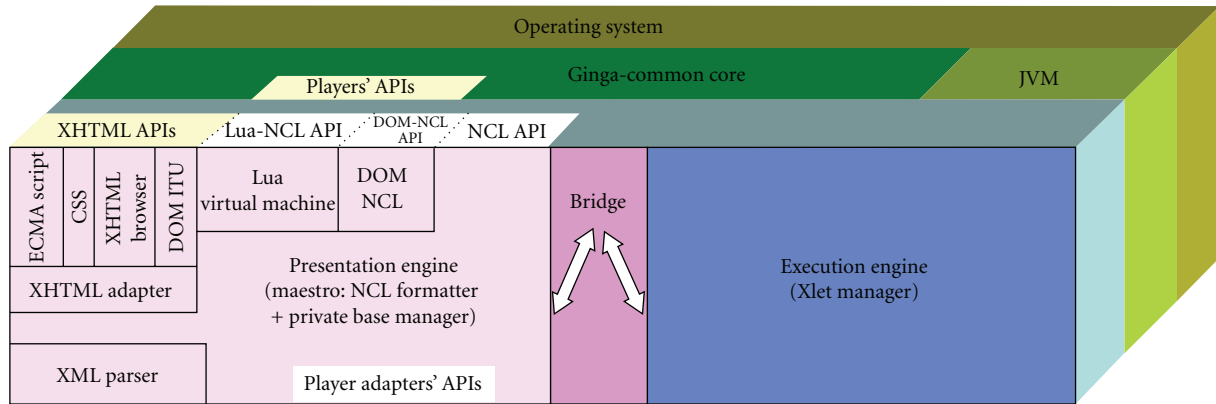 Operating system
Ginga-common core
JVM
Players' APIs
XHTML APIs
Lua-NCL API
DOM-NCL
API
NCL API
ECMA script
CSS
XHTML
browser
DOM ITU
Lua
virtual machine
DOM
NCL
Bridge
XHTML adapter
Presentation engine
(maestro: NCL formatter
+ private base manager)
Execution engine
(Xlet manager)
XML parser
Player adapters' APIs